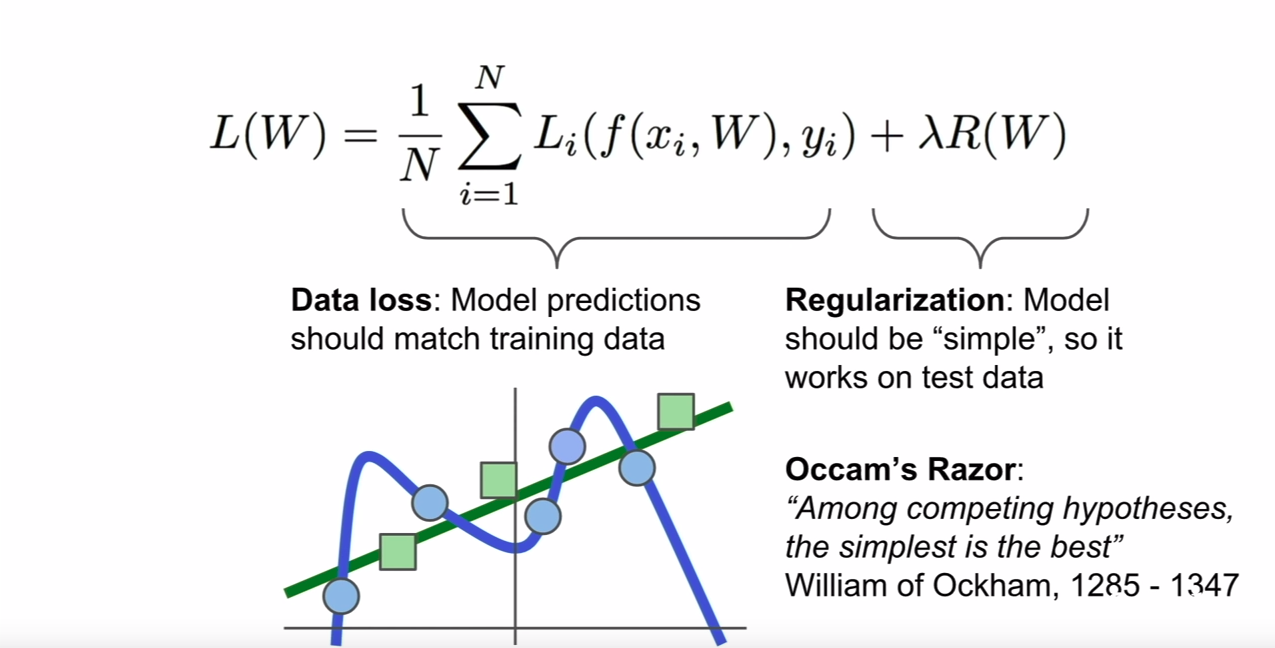 L(W) = \frac{1}{N} \sum_{i=1}^{N} L_i(f(x_i, W), y_i) + λR(W)
Data loss: Model predictions
should match training data
Regularization: Model
should be “simple”, so it
works on test data
Occam’s Razor:
“Among competing hypotheses,
the simplest is the best”
William of Ockham, 1285 - 1347